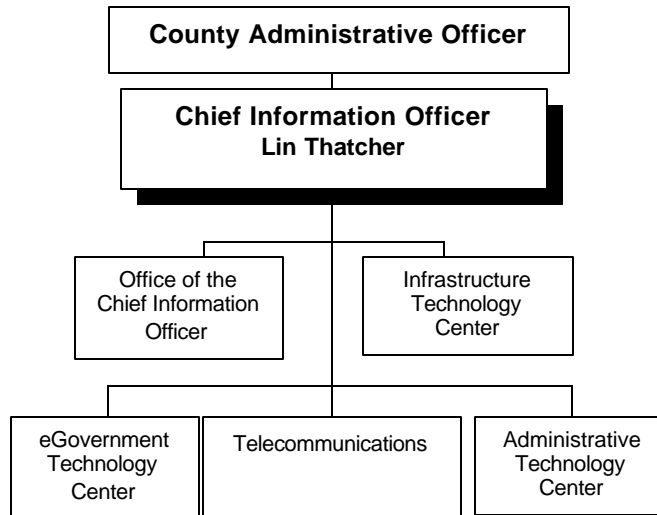 County Administrative Officer
Chief Information Officer
Lin Thatcher
Office of the
Chief Information
Officer
Infrastructure
Technology
Center
eGovernment
Technology
Center
Telecommunications
Administrative
Technology
Center